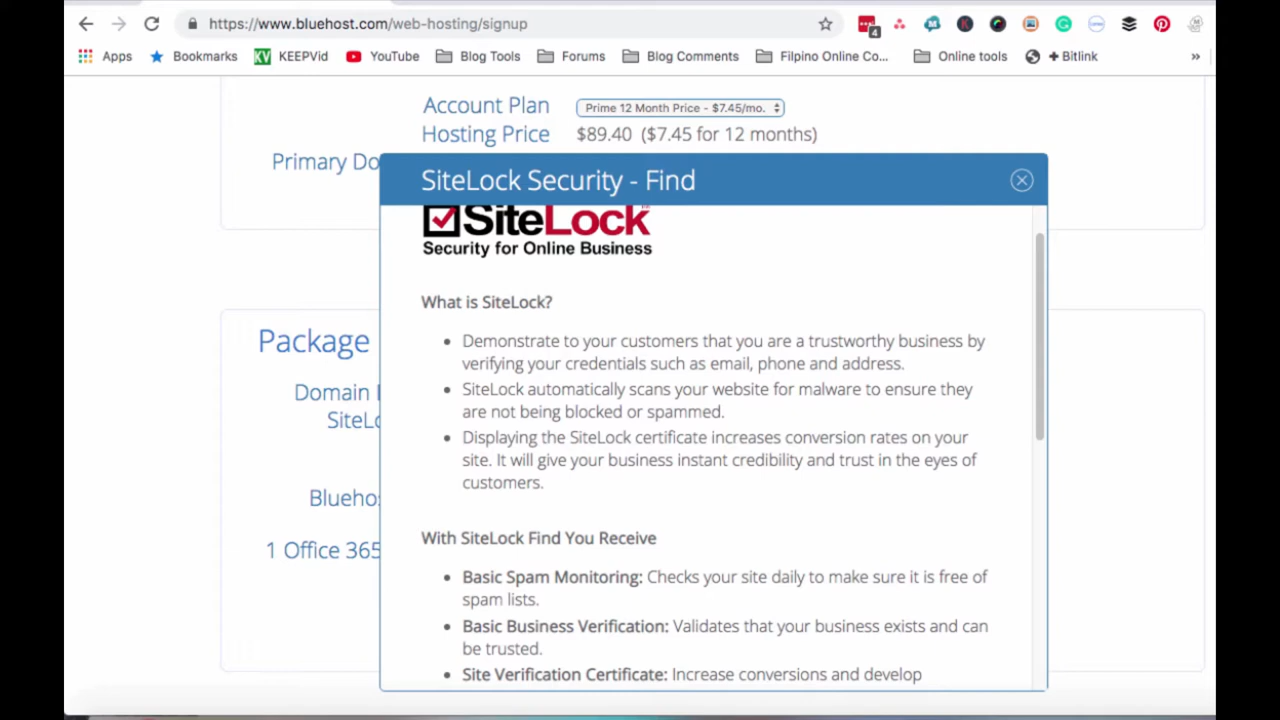 https://www.bluehost.com/web-hosting/signup
4
Apps
Bookmarks
KV KEEPVid
YouTube
Blog Tools
Forums
Blog Comments
Filpino Online Co...
Online tools
+ Bitlink
»
Account Plan Prime 12 Month Price - $7.45/mo.
Hosting Price $89.40 ($7.45 for 12 months)
Primary Do
SiteLock Security - Find
SiteLock
Security for Online Business
What is SiteLock?
• Demonstrate to your customers that you are a trustworthy business by
verifying your credentials such as email, phone and address.
• SiteLock automatically scans your website for malware to ensure they
are not being blocked or spammed.
• Displaying the SiteLock certificate increases conversion rates on your
site. It will give your business instant credibility and trust in the eyes of
customers.
With SiteLock Find You Receive
• Basic Spam Monitoring: Checks your site daily to make sure it is free of
spam lists.
• Basic Business Verification: Validates that your business exists and can
be trusted.
• Site Verification Certificate: Increase conversions and develop
Package
Domain
SiteLo
Bluehos
1 Office 365